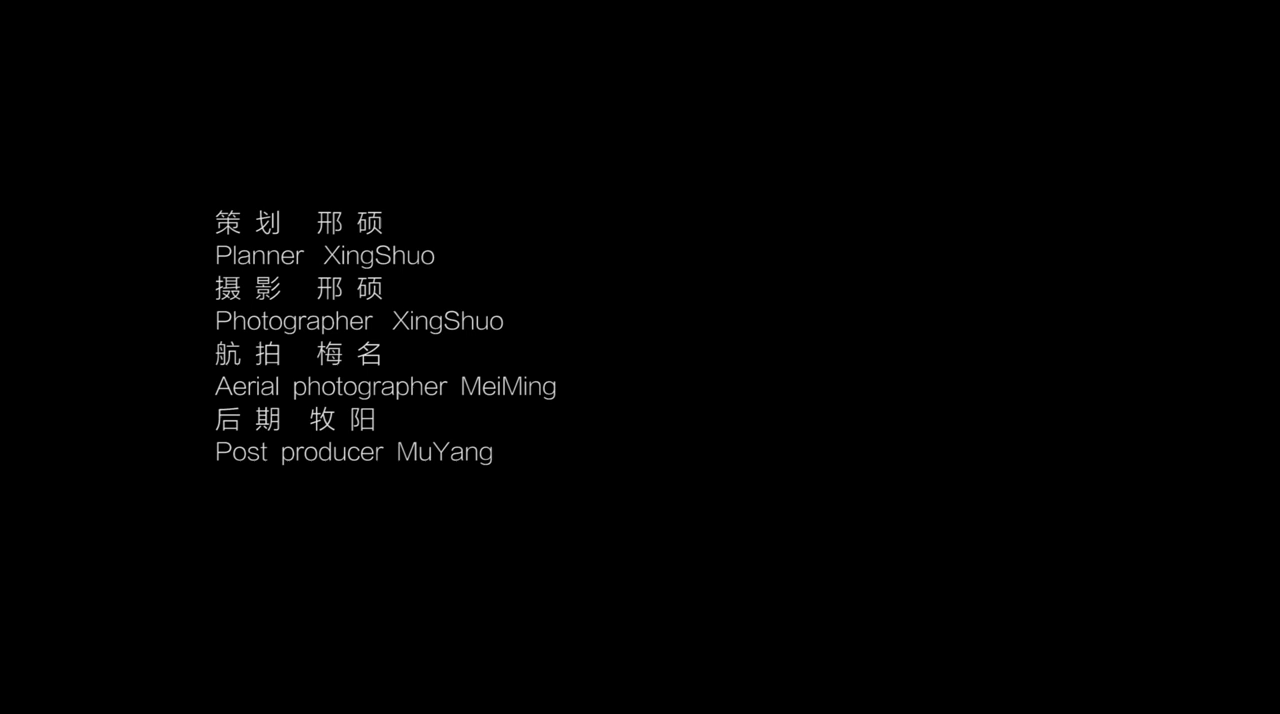 策 划 邢 硕
Planner XingShuo
摄 影 邢 硕
Photographer XingShuo
航 拍 梅 名
Aerial photographer MeiMing
后 期 牧 阳
Post producer MuYang